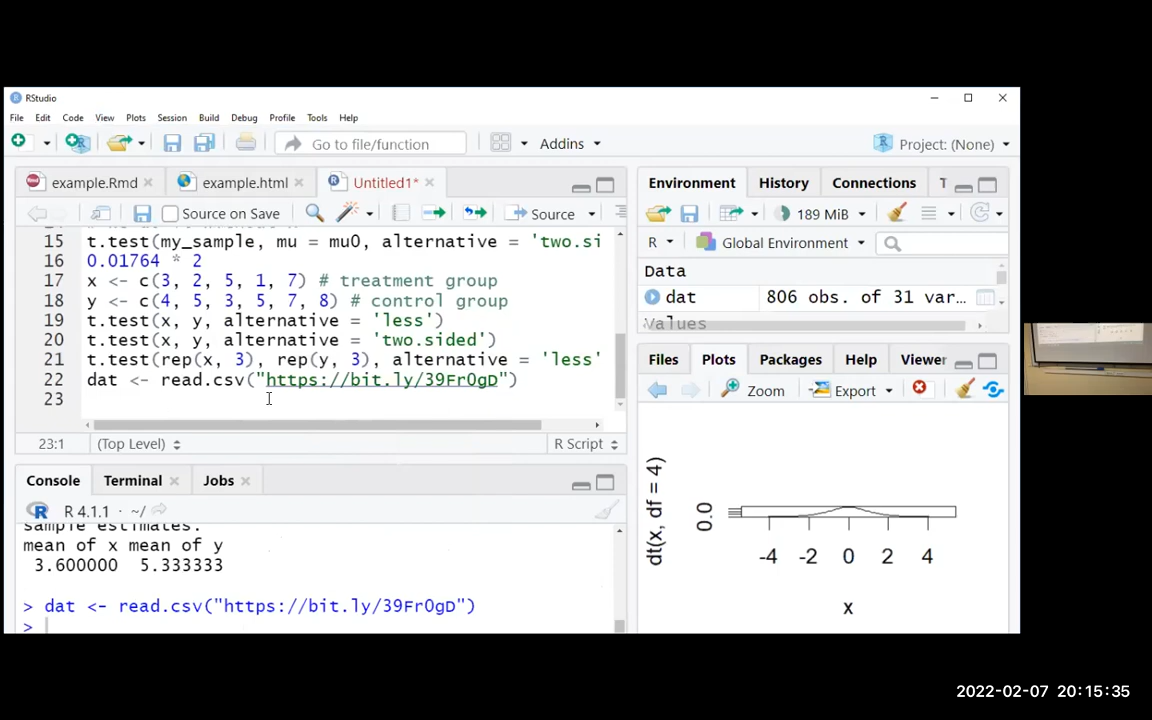 RStudio
File Edit Code View Plots Session Build Debug Profile Tools Help
Go to file/function
Addins
Project: (None)
example.Rmd
example.html
Untitled1*
Source on Save
Source
15 t.test(my_sample, mu = mu0, alternative = 'two.si
16 0.01764 * 2
17 x <- c(3, 2, 5, 1, 7) # treatment group
18 y <- c(4, 5, 3, 5, 7, 8) # control group
19 t.test(x, y, alternative = 'less')
20 t.test(x, y, alternative = 'two.sided')
21 t.test(rep(x, 3), rep(y, 3), alternative = 'less'
22 dat <- read.csv("https://bit.ly/39Fr0gD")
23
23:1 (Top Level) R Script
Console Terminal Jobs
R 4.1.1 · ~/
sample estimates:
mean of x mean of y
3.600000 5.333333
> dat <- read.csv("https://bit.ly/39Fr0gD")
>
Environment History Connections T
189 MiB
R Global Environment
Data
dat 806 obs. of 31 var…
Values
Files Plots Packages Help Viewer
Zoom Export
dt(x, df = 4)
0.0
-4 -2 0 2 4
x
2022-02-07 20:15:35